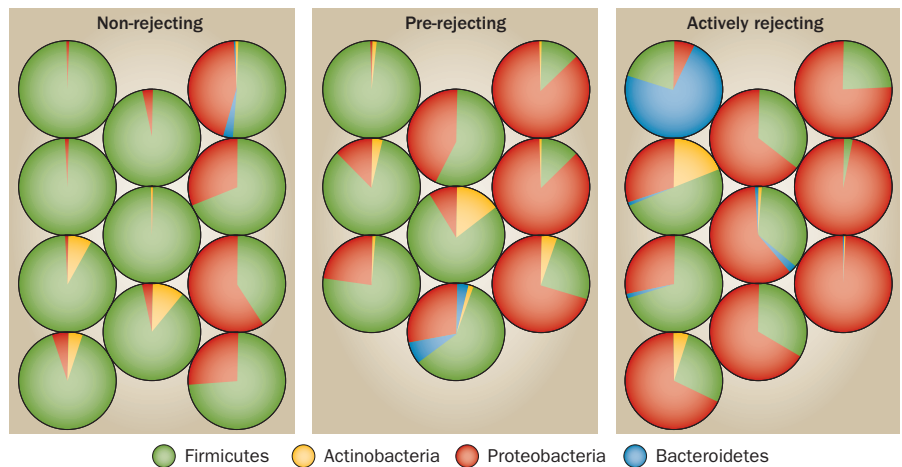 Non-rejecting
Pre-rejecting
Actively rejecting
Firmicutes
Actinobacteria
Proteobacteria
Bacteroidetes